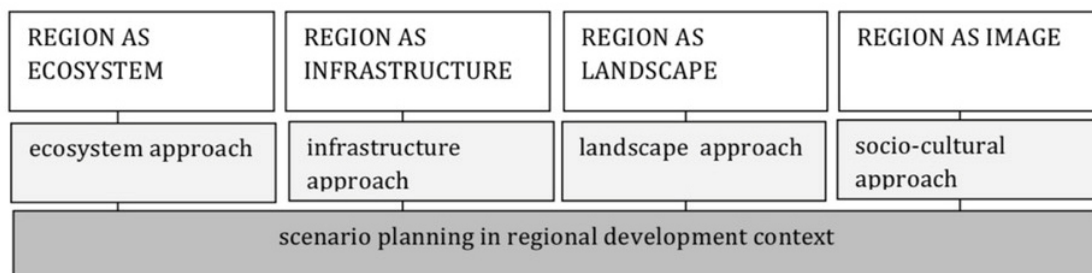 REGION AS
ECOSYSTEM
REGION AS
INFRASTRUCTURE
REGION AS
LANDSCAPE
REGION AS IMAGE
ecosystem approach
infrastructure
approach
landscape approach
socio-cultural
approach
scenario planning in regional development context